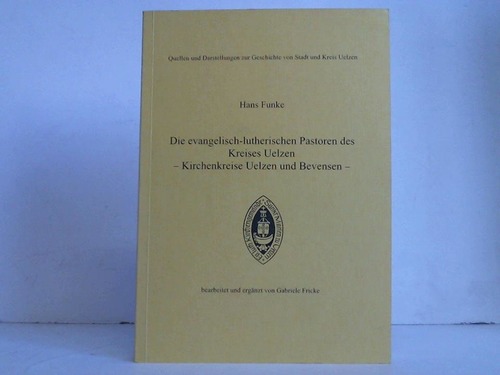 Quellen und Darstellungen zur Geschichte von Stadt und Kreis Uelzen
Hans Funke
Die evangelisch-lutherischen Pastoren des
Kreises Uelzen
– Kirchenkreise Uelzen und Bevensen –
bearbeitet und ergänzt von Gabriele Fricke